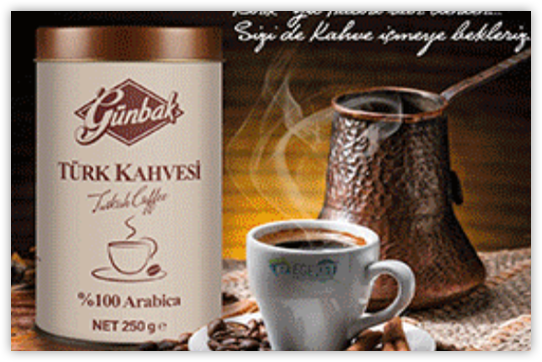 Sizi de Kahve içmeye bekleriz.
Günbak
TÜRK KAHVESİ
Turkish Coffee
%100 Arabica
NET 250 g e